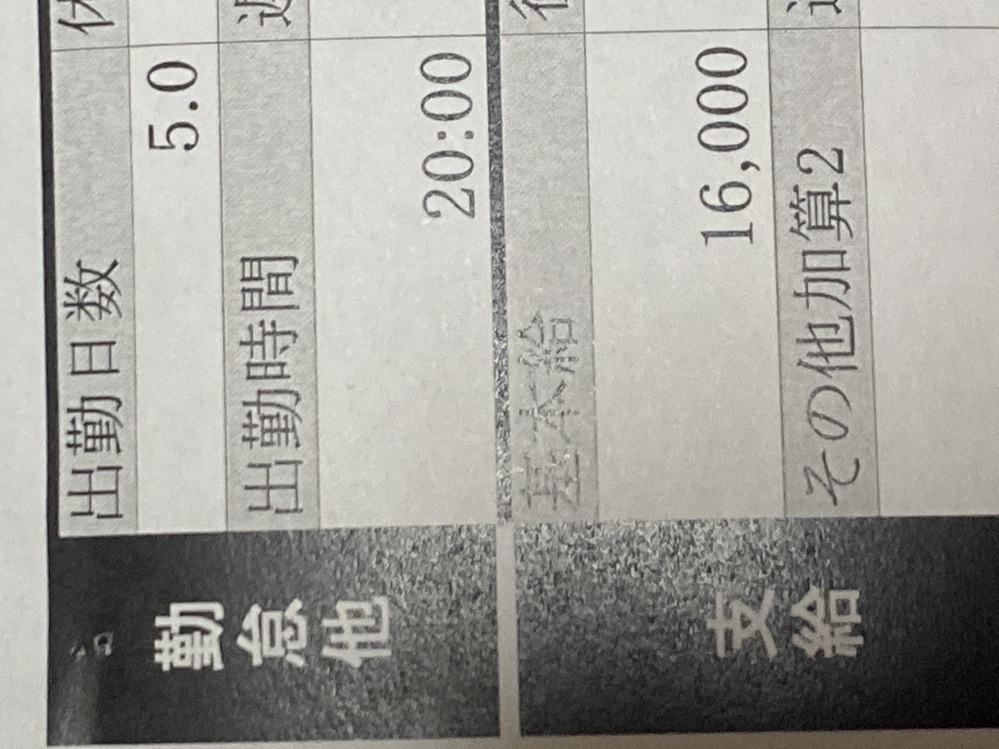 勤怠他
出勤日数
5.0
出勤時間
20:00
支給
基本給
16,000
その他加算2